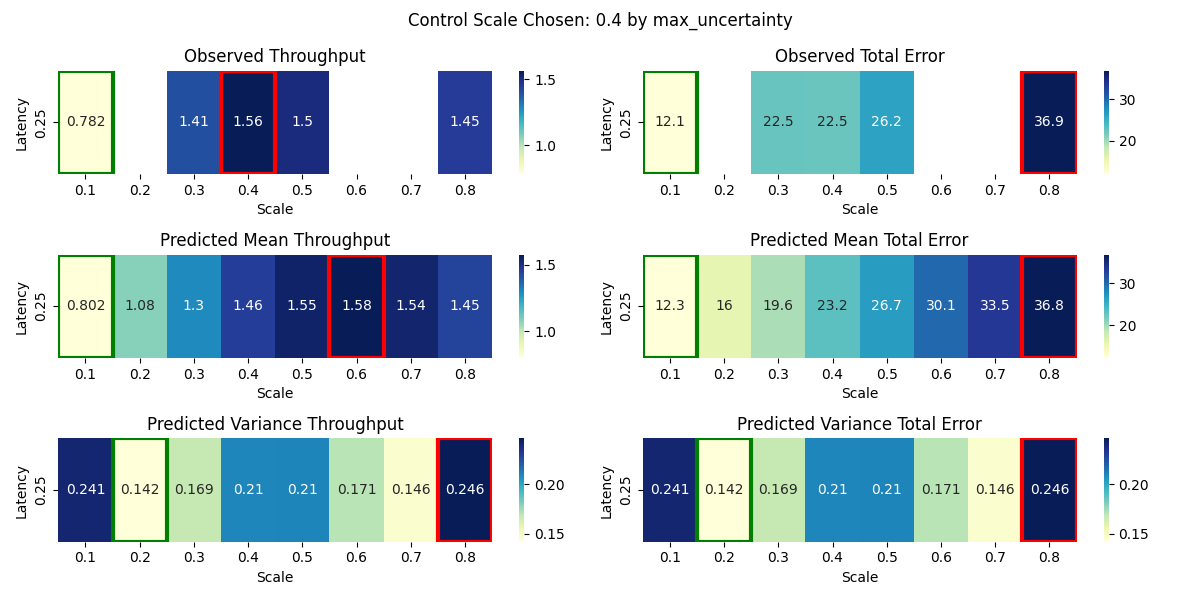 Control Scale Chosen: 0.4 by max_uncertainty
Observed Throughput
Latency
0.25
0.782
1.41
1.56
1.5
1.45
0.1 0.2 0.3 0.4 0.5 0.6 0.7 0.8
Scale
1.5
1.0
Observed Total Error
Latency
0.25
12.1
22.5
22.5
26.2
36.9
0.1 0.2 0.3 0.4 0.5 0.6 0.7 0.8
Scale
30
20
Predicted Mean Throughput
Latency
0.25
0.802 1.08 1.3 1.46 1.55 1.58 1.54 1.45
0.1 0.2 0.3 0.4 0.5 0.6 0.7 0.8
Scale
1.5
1.0
Predicted Mean Total Error
Latency
0.25
12.3 16 19.6 23.2 26.7 30.1 33.5 36.8
0.1 0.2 0.3 0.4 0.5 0.6 0.7 0.8
Scale
30
20
Predicted Variance Throughput
Latency
0.25
0.241 0.142 0.169 0.21 0.21 0.171 0.146 0.246
0.1 0.2 0.3 0.4 0.5 0.6 0.7 0.8
Scale
0.20
0.15
Predicted Variance Total Error
Latency
0.25
0.241 0.142 0.169 0.21 0.21 0.171 0.146 0.246
0.1 0.2 0.3 0.4 0.5 0.6 0.7 0.8
Scale
0.20
0.15